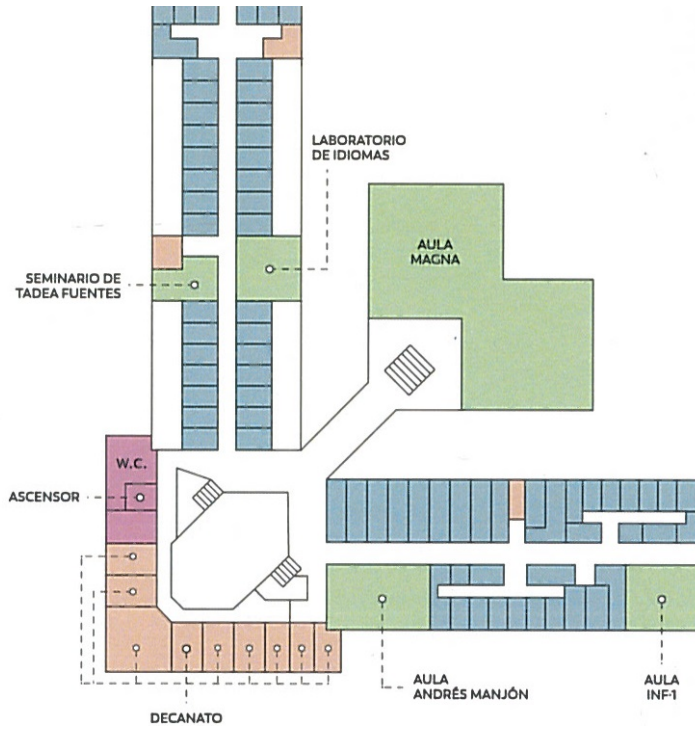 LABORATORIO
DE IDIOMAS
AULA
MAGNA
SEMINARIO DE
TADEA FUENTES
W.C.
ASCENSOR
AULA
ANDRÉS MANJÓN
AULA
INF-1
DECANATO